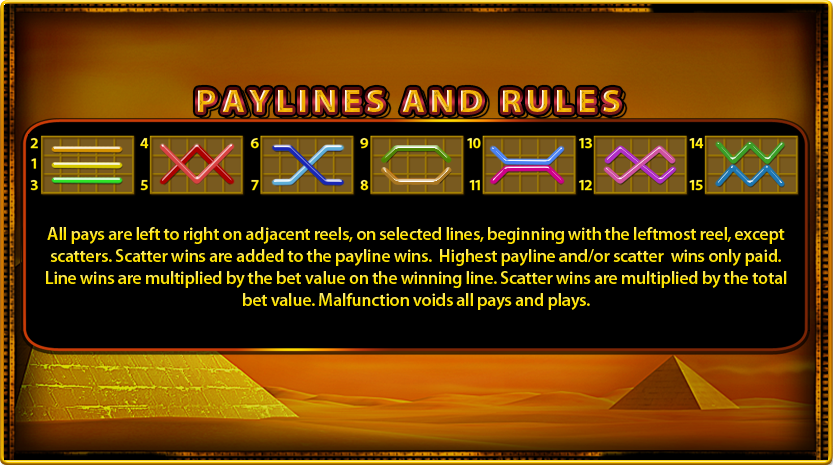 PAYLINES AND RULES
2 4 6 9 10 13 14
1
3 5 7 8 11 12 15
All pays are left to right on adjacent reels, on selected lines, beginning with the leftmost reel, except
scatters. Scatter wins are added to the payline wins.  Highest payline and/or scatter  wins only paid.
Line wins are multiplied by the bet value on the winning line. Scatter wins are multiplied by the total
bet value. Malfunction voids all pays and plays.